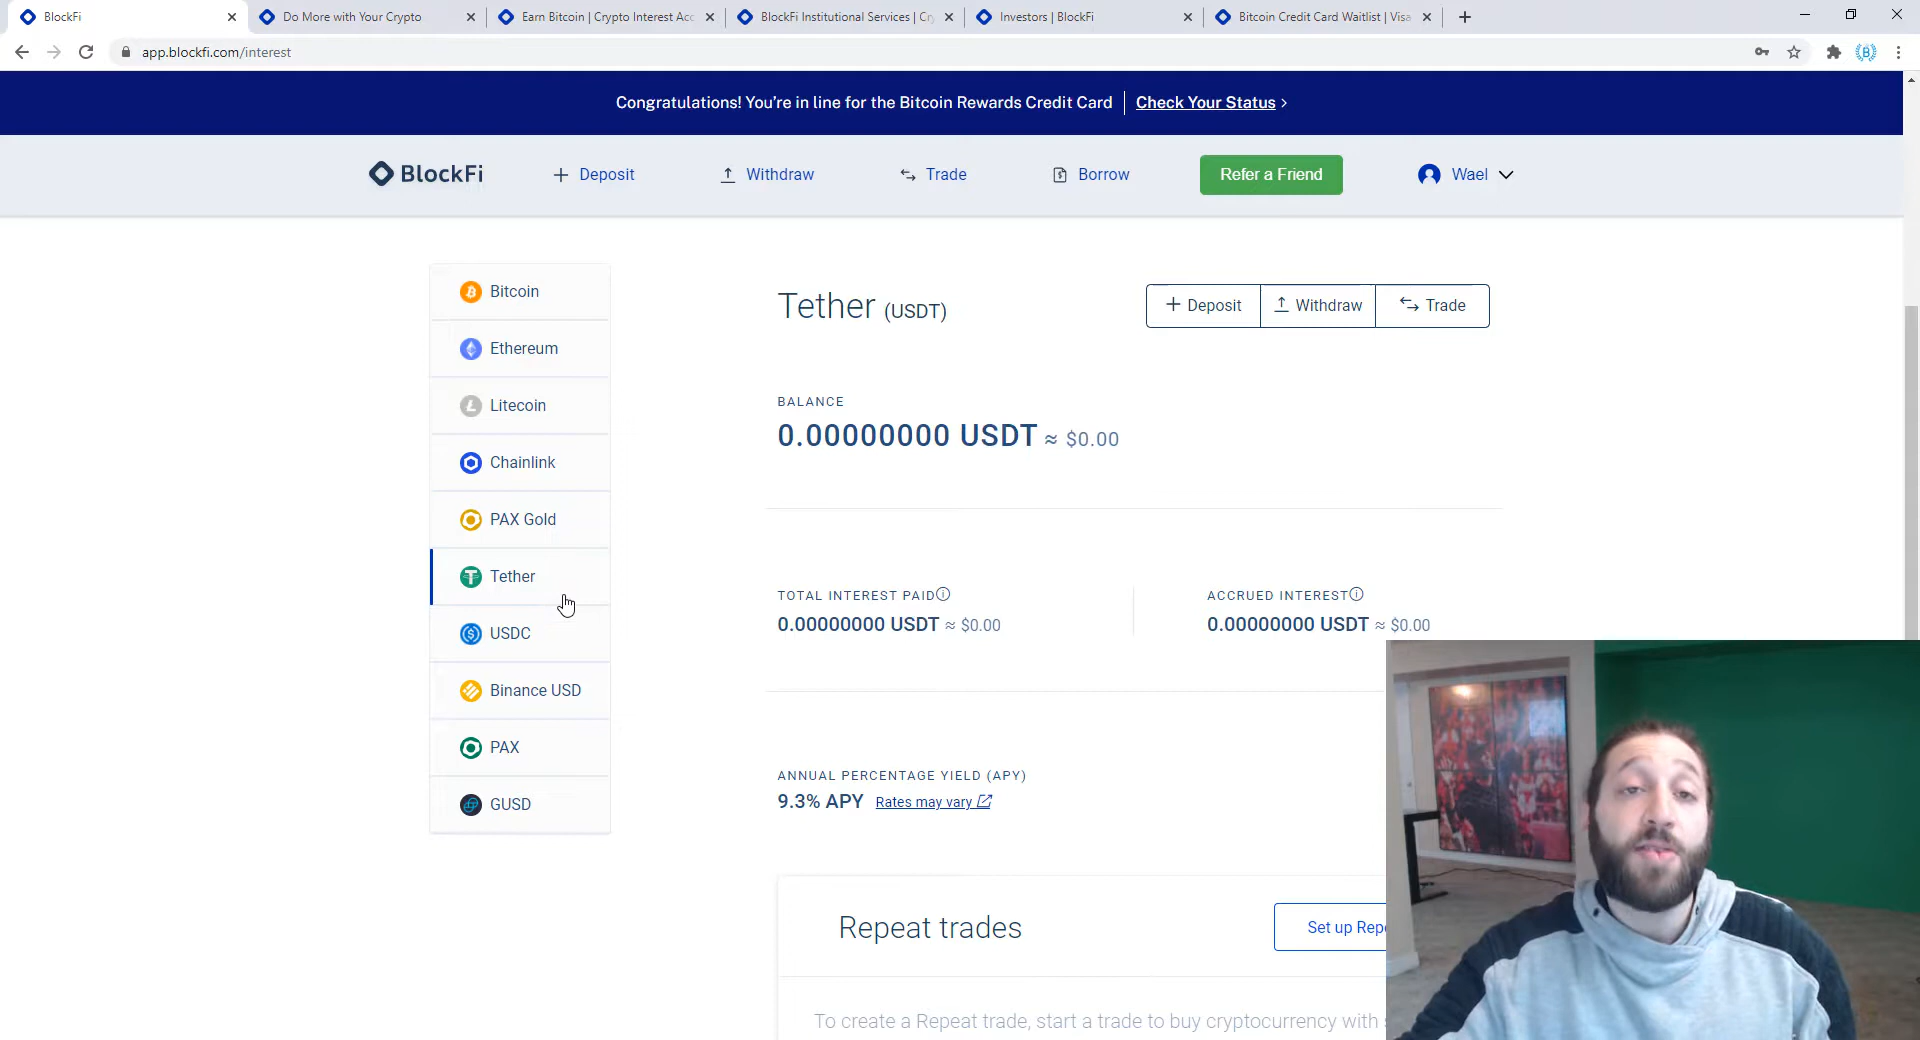 BlockFi
Do More with Your Crypto
Earn Bitcoin | Crypto Interest Acc
BlockFi Institutional Services | Cr
Investors | BlockFi
Bitcoin Credit Card Waitlist | Visa
app.blockfi.com/interest
Congratulations! You're in line for the Bitcoin Rewards Credit Card
Check Your Status >
BlockFi
+ Deposit
Withdraw
Trade
Borrow
Refer a Friend
Wael
Bitcoin
Ethereum
Litecoin
Chainlink
PAX Gold
Tether
USDC
Binance USD
PAX
GUSD
Tether (USDT)
+ Deposit
Withdraw
Trade
BALANCE
0.00000000 USDT ≈ $0.00
TOTAL INTEREST PAID
0.00000000 USDT ≈ $0.00
ACCRUED INTEREST
0.00000000 USDT ≈ $0.00
ANNUAL PERCENTAGE YIELD (APY)
9.3% APY Rates may vary
Repeat trades
Set up Rep
To create a Repeat trade, start a trade to buy cryptocurrency with